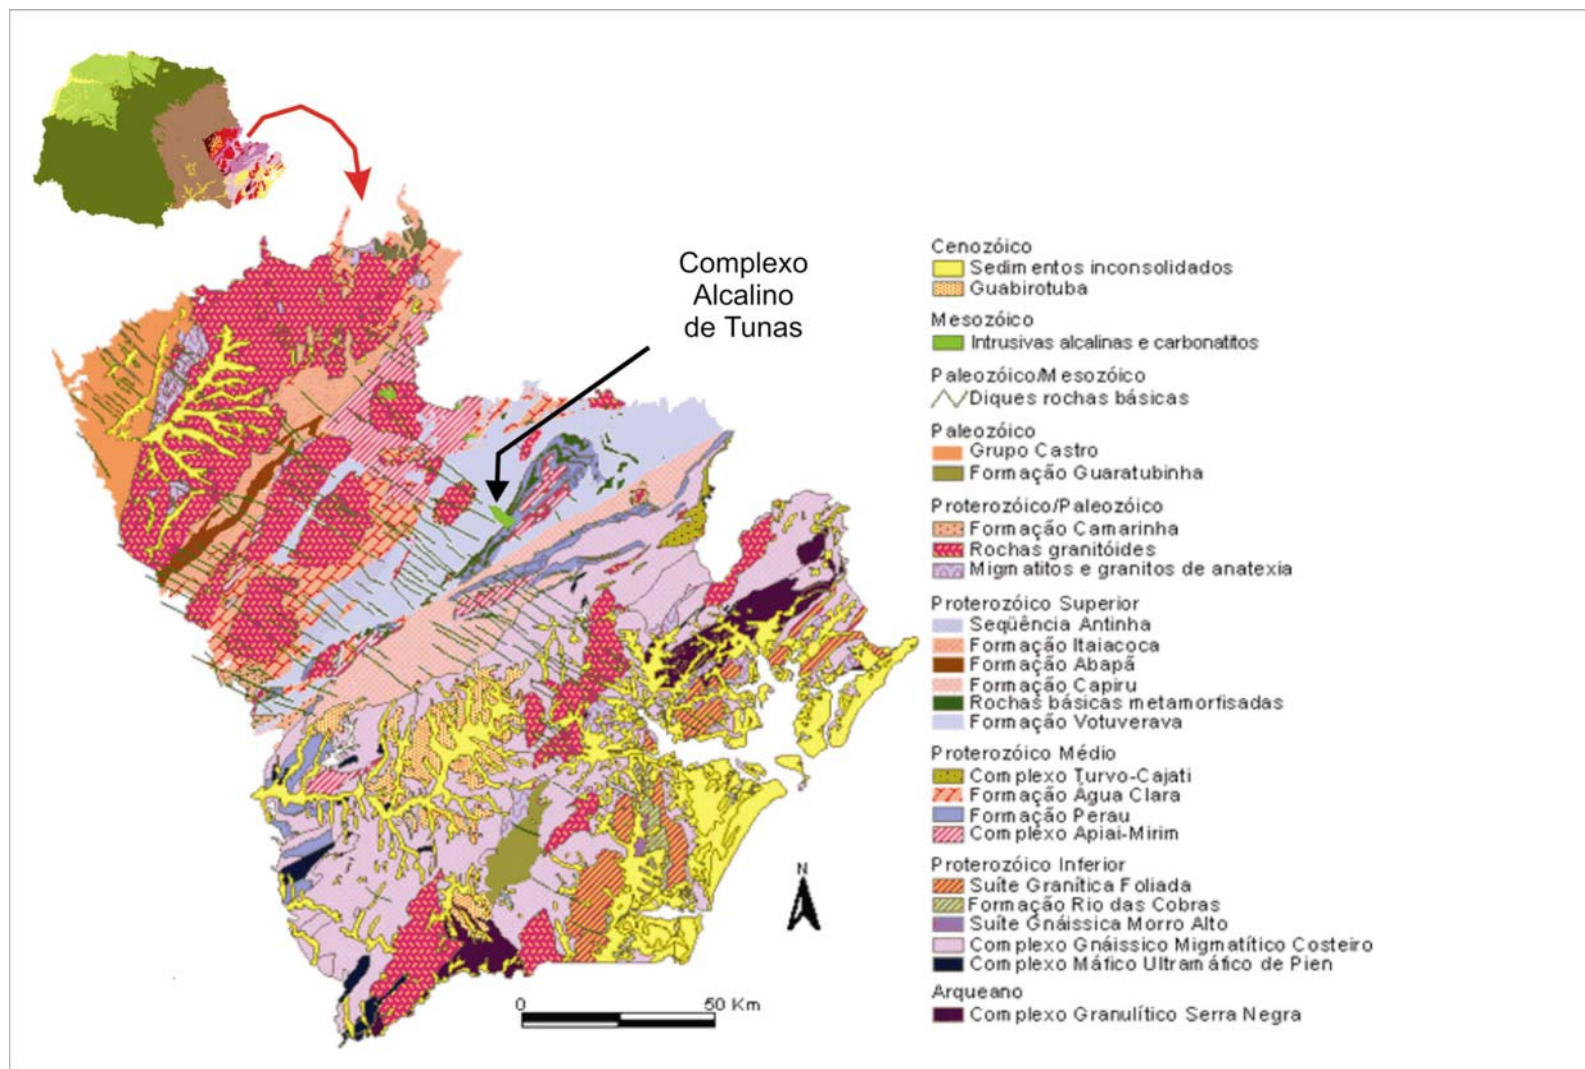 Complexo
Alcalino
de Tunas
Cenozóico
Sedimentos inconsolidados
Guabirotuba
Mesozóico
Intrusivas alcalinas e carbonatitos
Paleozóico/Mesozóico
Diques rochas básicas
Paleozóico
Grupo Castro
Formação Guaratubinha
Proterozóico/Paleozóico
Formação Camarinha
Rochas granitóides
Migmatitos e granitos de anatexia
Proterozóico Superior
Seqüência Antinha
Formação Itaiacoca
Formação Abapã
Formação Capiru
Rochas básicas metamorfisadas
Formação Votuverava
Proterozóico Médio
Complexo Turvo-Cajati
Formação Água Clara
Formação Perau
Complexo Apiai-Mirim
Proterozóico Inferior
Suíte Granítica Foliada
Formação Rio das Cobras
Suíte Gnáissica Morro Alto
Complexo Gnáissico Migmatítico Costeiro
Complexo Máfico Ultramáfico de Pien
Arqueano
Complexo Granulítico Serra Negra
N
0 50 Km